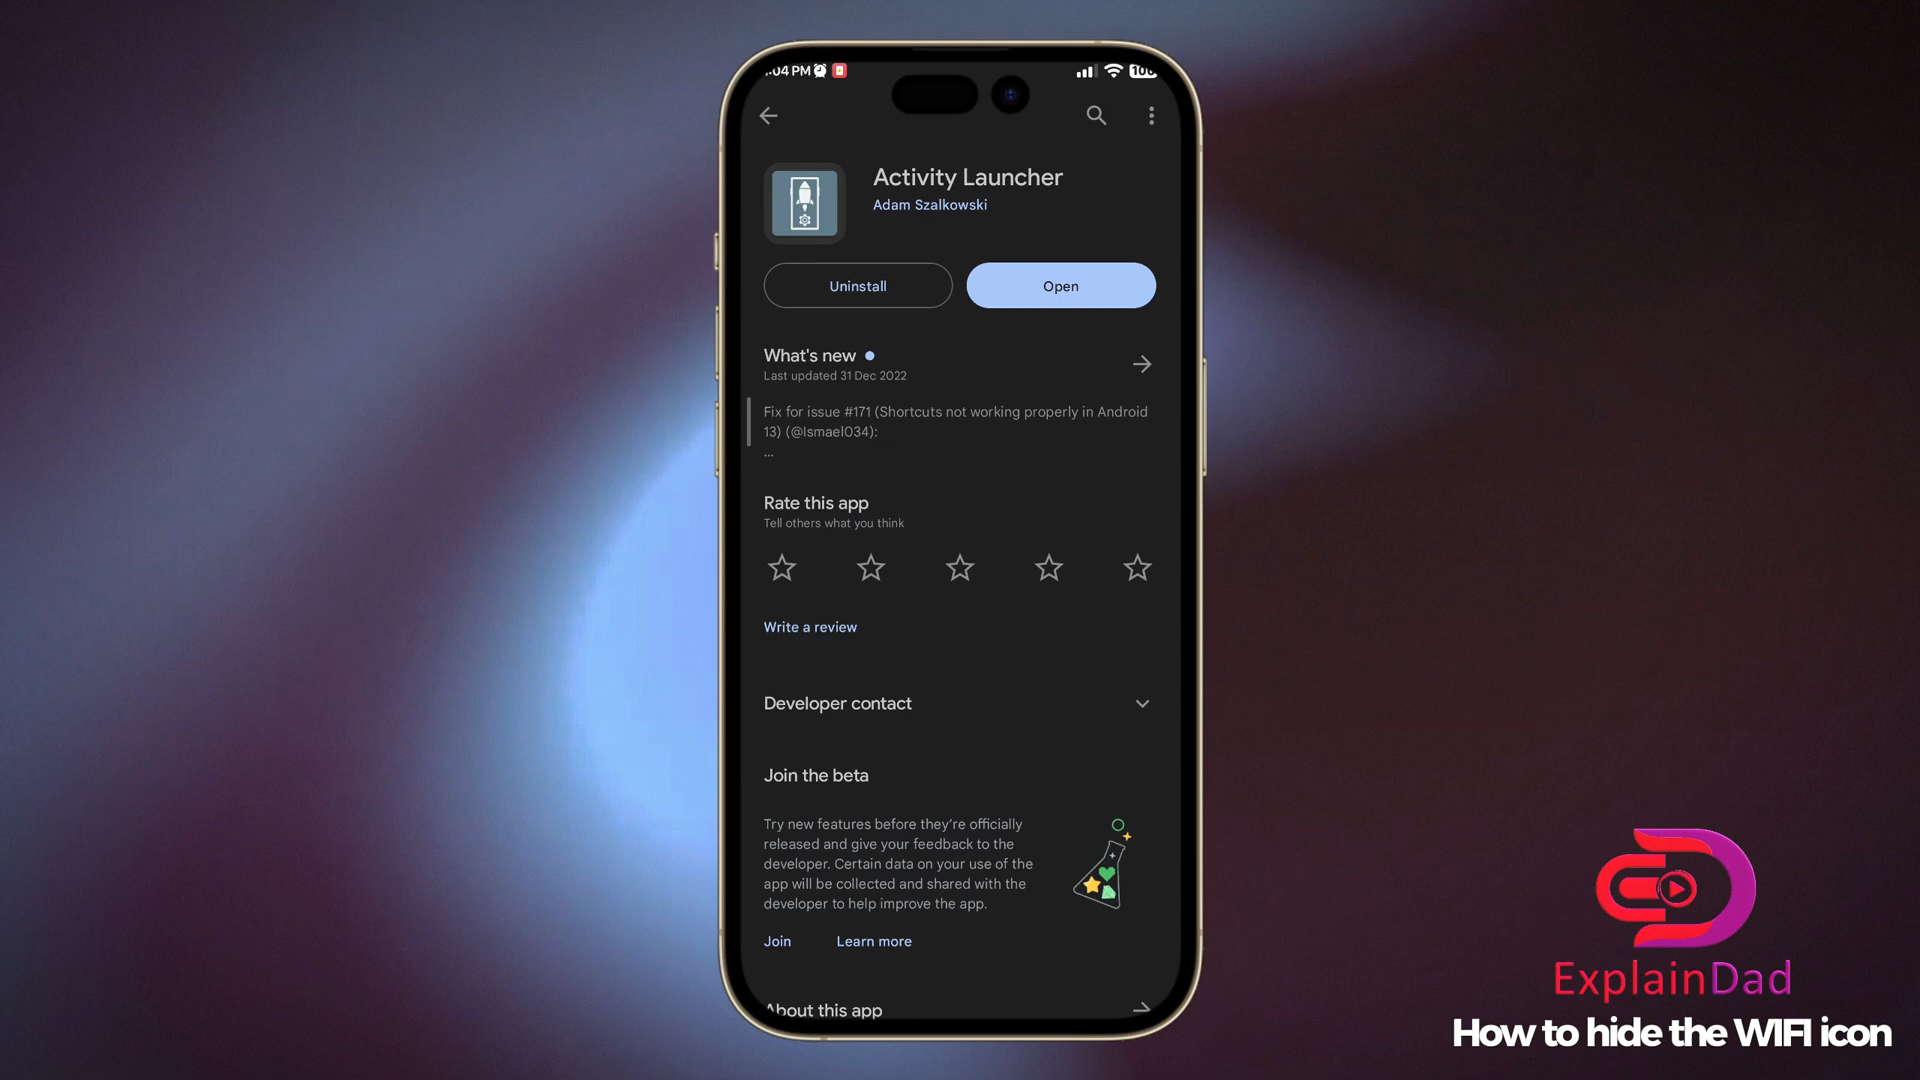 :04 PM
100
Activity Launcher
Adam Szalkowski
Uninstall
Open
What's new
Last updated 31 Dec 2022
Fix for issue #171 (Shortcuts not working properly in Android
13) (@Ismael034):
...
Rate this app
Tell others what you think
Write a review
Developer contact
Join the beta
Try new features before they're officially
released and give your feedback to the
developer. Certain data on your use of the
app will be collected and shared with the
developer to help improve the app.
Join
Learn more
About this app
ExplainDad
How to hide the WIFI icon